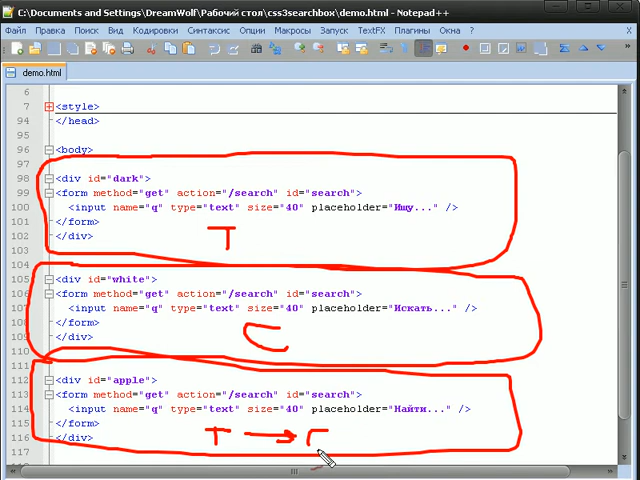 C:\Documents and Settings\DreamWolf\Рабочий стол\css3searchbox\demo.html - Notepad++
Файл Правка Поиск Вид Кодировки Синтаксис Опции Макросы Запуск TextFX Плагины Окна ? X
demo.html
6
7 <style>
94 </head>
95
96 <body>
97
98 <div id="dark">
99 <form method="get" action="/search" id="search">
100 <input name="q" type="text" size="40" placeholder="Ищу..." />
101 </form>
102 </div>
103
104
105 <div id="white">
106 <form method="get" action="/search" id="search">
107 <input name="q" type="text" size="40" placeholder="Искать..." />
108 </form>
109 </div>
110
111
112 <div id="apple">
113 <form method="get" action="/search" id="search">
114 <input name="q" type="text" size="40" placeholder="Найти..." />
115 </form>
116 </div>
117
Т
С
Т → Г